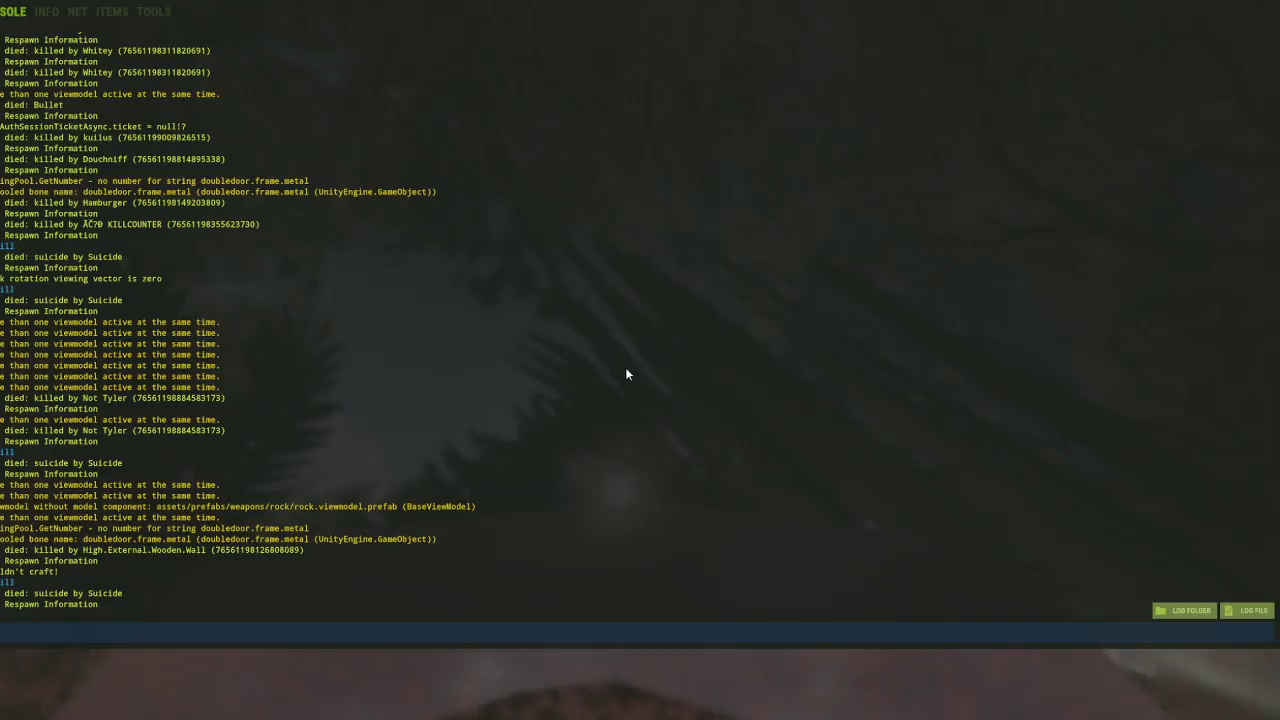 SOLE INFO NET ITEMS TOOLS
Respawn Information
died: killed by Whitey (76561198311820691)
Respawn Information
died: killed by Whitey (76561198311820691)
Respawn Information
e than one viewmodel active at the same time.
died: Bullet
Respawn Information
AuthSessionTicketAsync.ticket = null!?
died: killed by kuilus (76561199009826515)
Respawn Information
died: killed by Douchniff (76561198814895338)
Respawn Information
ingPool.GetNumber - no number for string doubledoor.frame.metal
ooled bone name: doubledoor.frame.metal (doubledoor.frame.metal (UnityEngine.GameObject))
died: killed by Hamburger (76561198149203809)
Respawn Information
died: killed by ÃČ?Ð KILLCOUNTER (76561198355623730)
Respawn Information
ill
died: suicide by Suicide
Respawn Information
k rotation viewing vector is zero
ill
died: suicide by Suicide
Respawn Information
e than one viewmodel active at the same time.
e than one viewmodel active at the same time.
e than one viewmodel active at the same time.
e than one viewmodel active at the same time.
e than one viewmodel active at the same time.
e than one viewmodel active at the same time.
e than one viewmodel active at the same time.
died: killed by Not Tyler (76561198884583173)
Respawn Information
e than one viewmodel active at the same time.
died: killed by Not Tyler (76561198884583173)
Respawn Information
ill
died: suicide by Suicide
Respawn Information
e than one viewmodel active at the same time.
e than one viewmodel active at the same time.
wmodel without model component: assets/prefabs/weapons/rock/rock.viewmodel.prefab (BaseViewModel)
e than one viewmodel active at the same time.
ingPool.GetNumber - no number for string doubledoor.frame.metal
ooled bone name: doubledoor.frame.metal (doubledoor.frame.metal (UnityEngine.GameObject))
died: killed by High.External.Wooden.Wall (76561198126808089)
Respawn Information
ldn't craft!
ill
died: suicide by Suicide
Respawn Information
LOG FOLDER LOG FILE